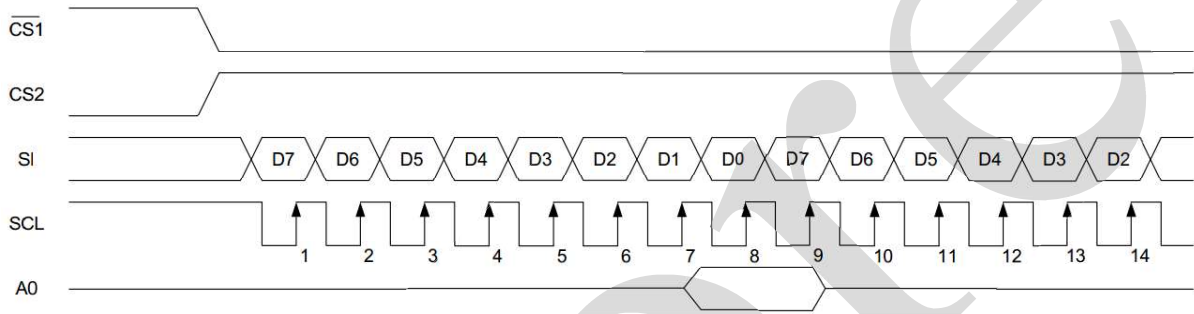 CS1
CS2
SI D7 D6 D5 D4 D3 D2 D1 D0 D7 D6 D5 D4 D3 D2
SCL
1 2 3 4 5 6 7 8 9 10 11 12 13 14
A0